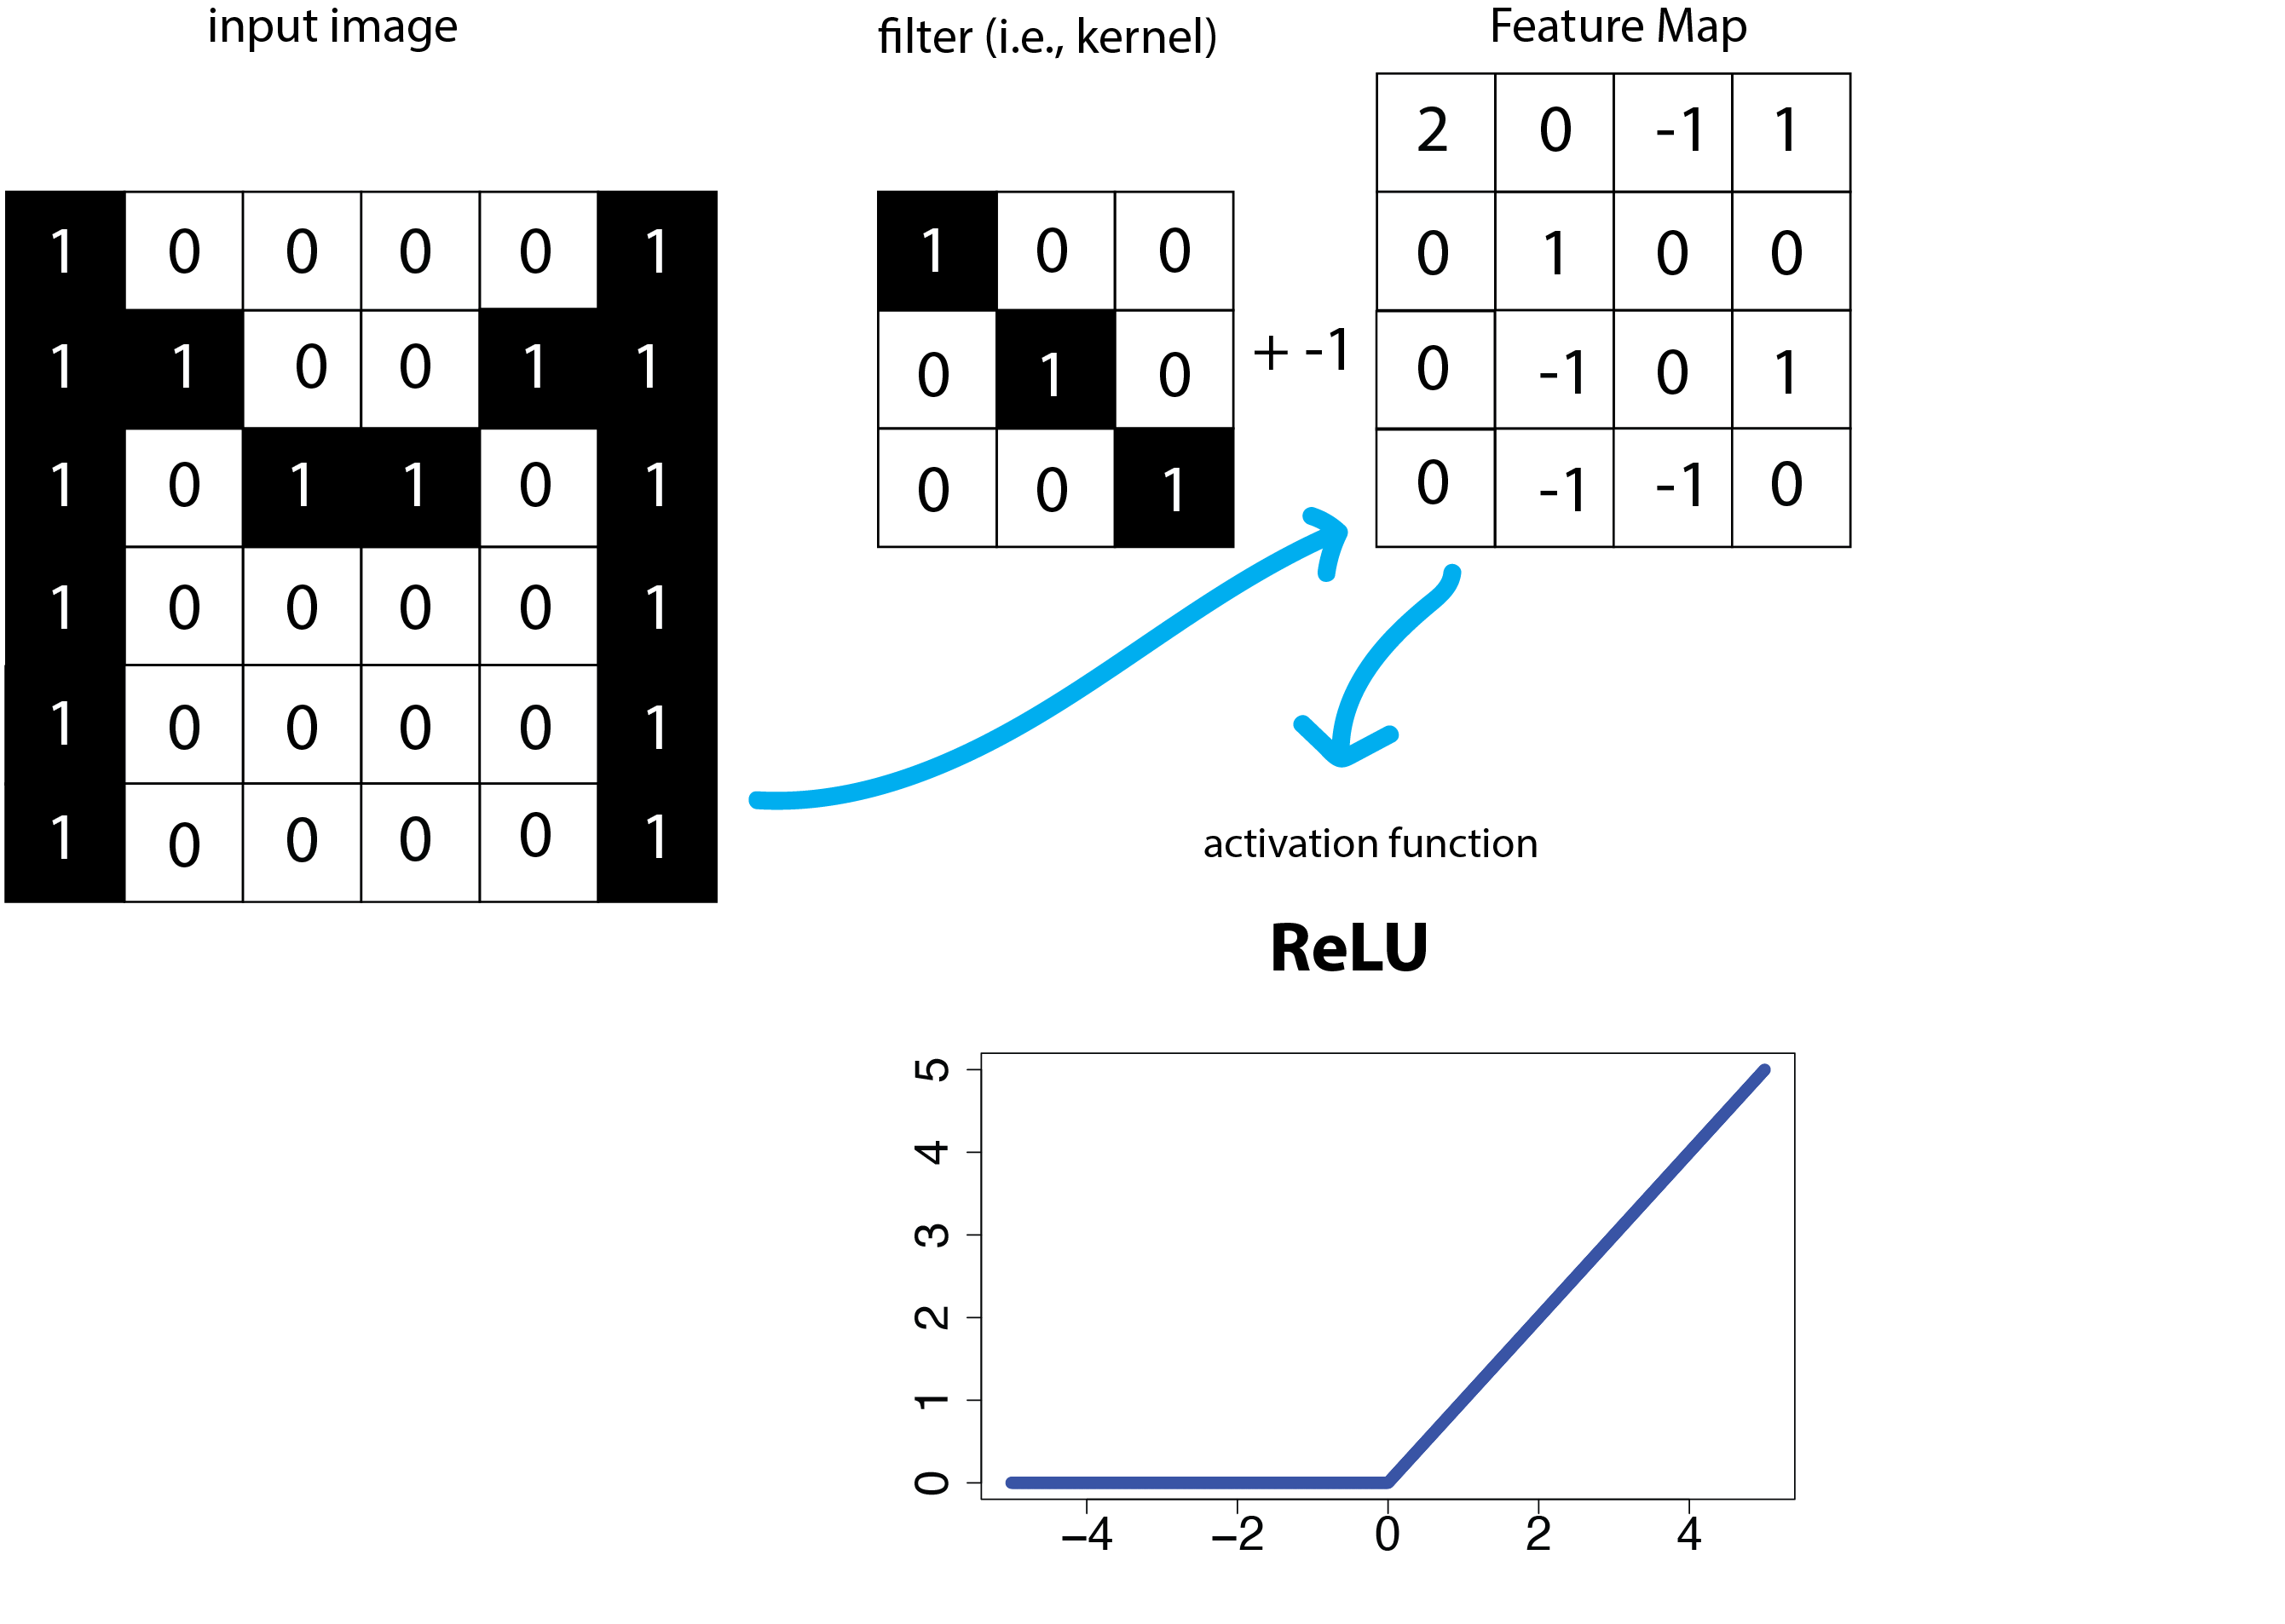 input image
1 0 0 0 0 1
1 1 0 0 1 1
1 0 1 1 0 1
1 0 0 0 0 1
1 0 0 0 0 1
1 0 0 0 0 1
filter (i.e., kernel)
1 0 0
0 1 0
0 0 1
+ -1
Feature Map
2 0 -1 1
0 1 0 0
0 -1 0 1
0 -1 -1 0
activation function
ReLU
5
4
3
2
1
0
−4 −2 0 2 4